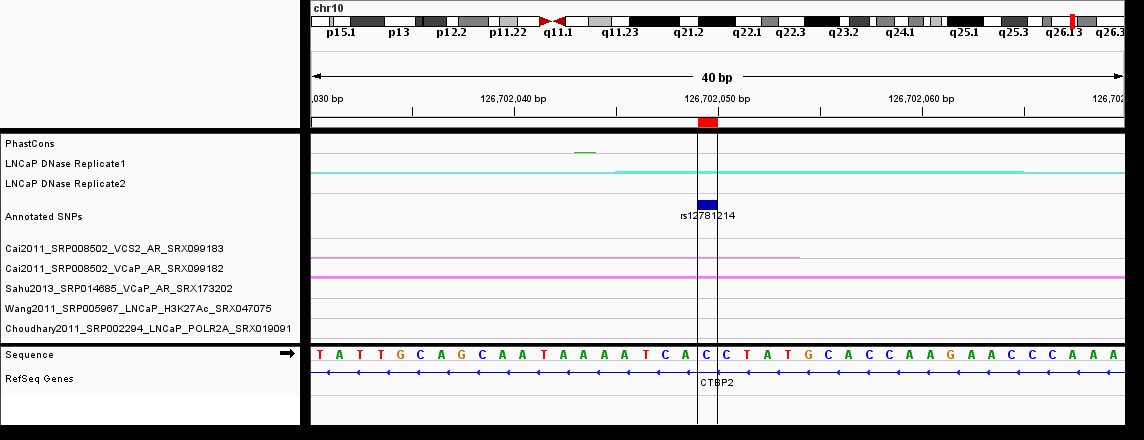 chr10
p15.1 p13 p12.2 p11.22 q11.1 q11.23 q21.2 q22.1 q22.3 q23.2 q24.1 q25.1 q25.3 q26.13 q26.3
40 bp
,030 bp 126,702,040 bp 126,702,050 bp 126,702,060 bp 126,702
PhastCons
LNCaP DNase Replicate1
LNCaP DNase Replicate2
Annotated SNPs
rs12781214
Cai2011_SRP008502_VCS2_AR_SRX099183
Cai2011_SRP008502_VCaP_AR_SRX099182
Sahu2013_SRP014685_VCaP_AR_SRX173202
Wang2011_SRP005967_LNCaP_H3K27Ac_SRX047075
Choudhary2011_SRP002294_LNCaP_POLR2A_SRX019091
Sequence T A T T G C A G C A A T A A A A T C A C C T A T G C A C C A A G A A C C C A A A
RefSeq Genes
CTBP2